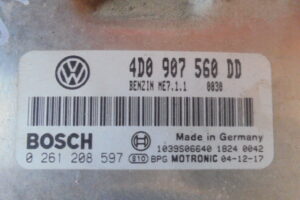 4D0 907 560 DD
BENZIN ME7.1.1 0030
BOSCH
Made in Germany
1039S06640 1824 0042
0 261 208 597 S10 BPG MOTRONIC 04-12-17